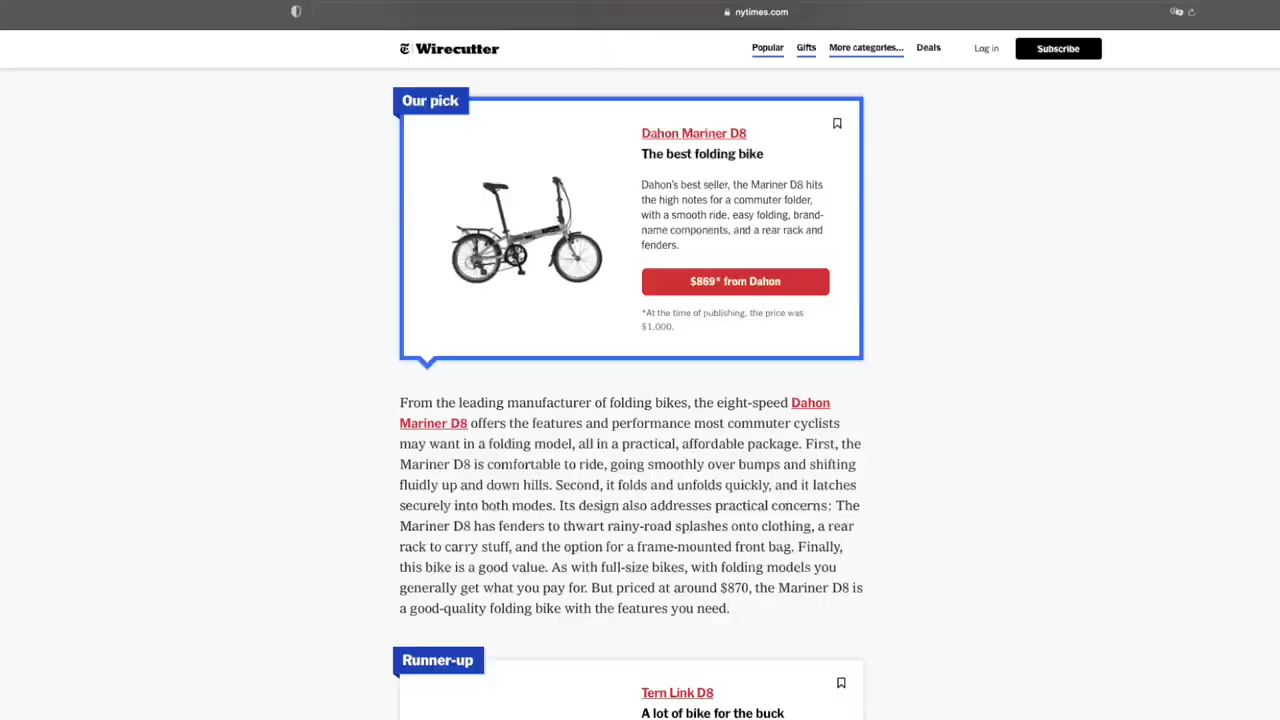 nytimes.com
Wirecutter
Popular Gifts More categories... Deals Log in Subscribe
Our pick
Dahon Mariner D8
The best folding bike
Dahon's best seller, the Mariner D8 hits
the high notes for a commuter folder,
with a smooth ride, easy folding, brand-
name components, and a rear rack and
fenders.
$869* from Dahon
*At the time of publishing, the price was
$1,000.
From the leading manufacturer of folding bikes, the eight-speed Dahon
Mariner D8 offers the features and performance most commuter cyclists
may want in a folding model, all in a practical, affordable package. First, the
Mariner D8 is comfortable to ride, going smoothly over bumps and shifting
fluidly up and down hills. Second, it folds and unfolds quickly, and it latches
securely into both modes. Its design also addresses practical concerns: The
Mariner D8 has fenders to thwart rainy-road splashes onto clothing, a rear
rack to carry stuff, and the option for a frame-mounted front bag. Finally,
this bike is a good value. As with full-size bikes, with folding models you
generally get what you pay for. But priced at around $870, the Mariner D8 is
a good-quality folding bike with the features you need.
Runner-up
Tern Link D8
A lot of bike for the buck